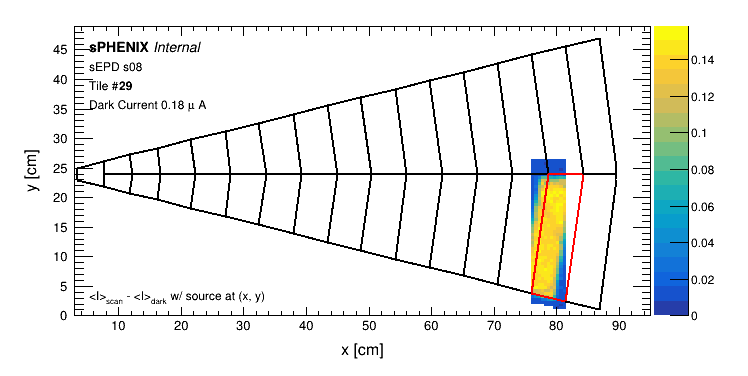 sPHENIX Internal
sEPD s08
Tile #29
Dark Current 0.18 μ A
<I>scan - <I>dark w/ source at (x, y)
y [cm]
45
40
35
30
25
20
15
10
5
0
10 20 30 40 50 60 70 80 90
x [cm]
0.14
0.12
0.1
0.08
0.06
0.04
0.02
0